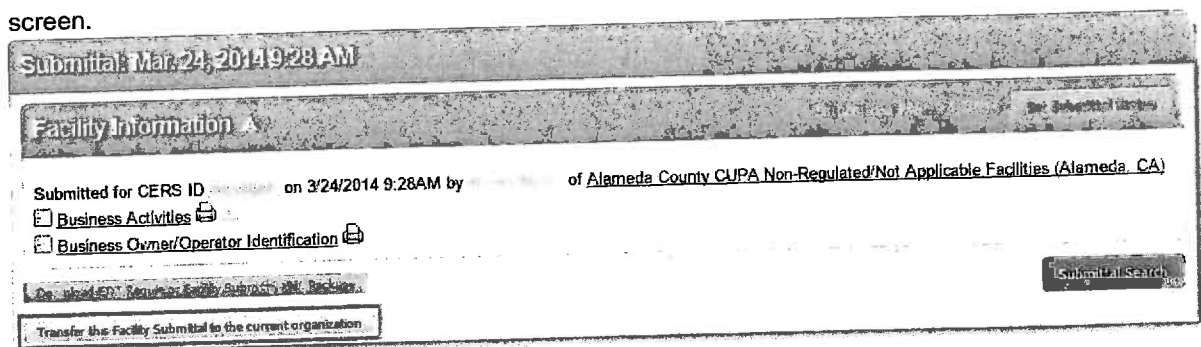 screen.
Submittal: Mar. 24, 2014 9:28 AM
Facility Information
Submitted for CERS ID on 3/24/2014 9:28AM by of Alameda County CUPA Non-Regulated/Not Applicable Facilities (Alameda, CA)
Business Activities
Business Owner/Operator Identification
Submittal Search
Transfer this Facility Submittal to the current organization